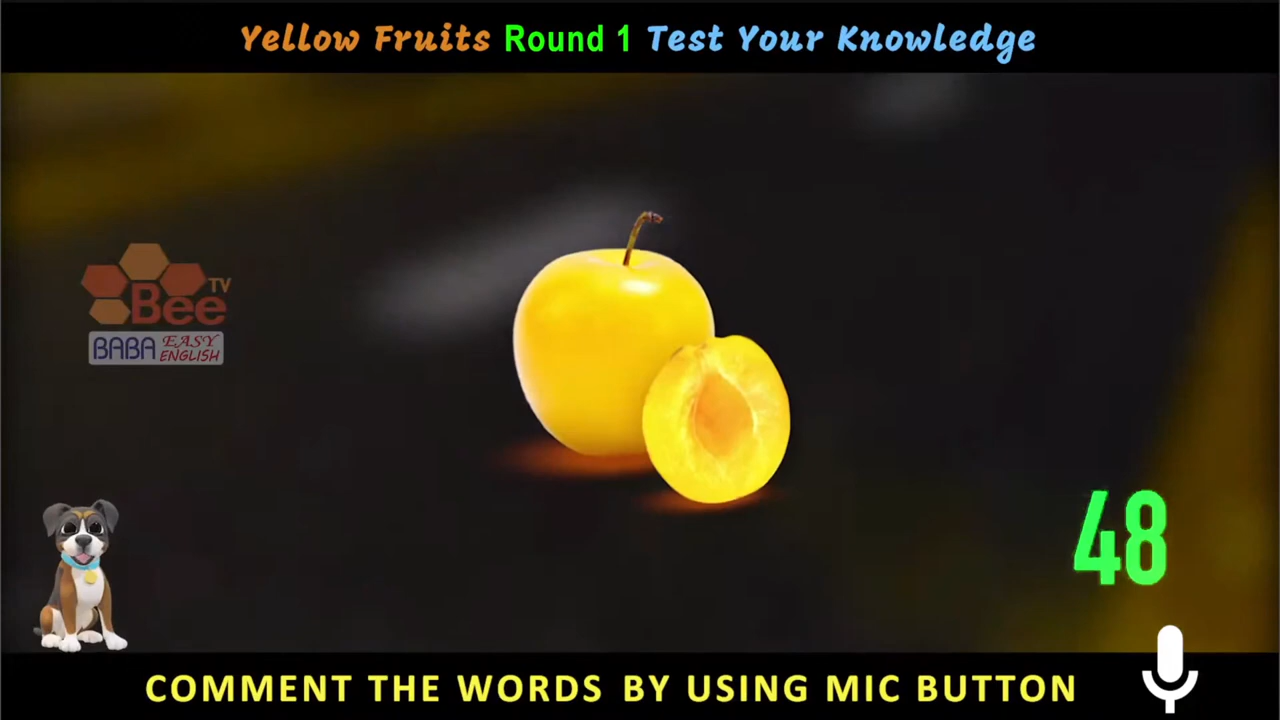 Yellow Fruits Round 1 Test Your Knowledge
Bee TV
BABA EASY ENGLISH
48
COMMENT THE WORDS BY USING MIC BUTTON